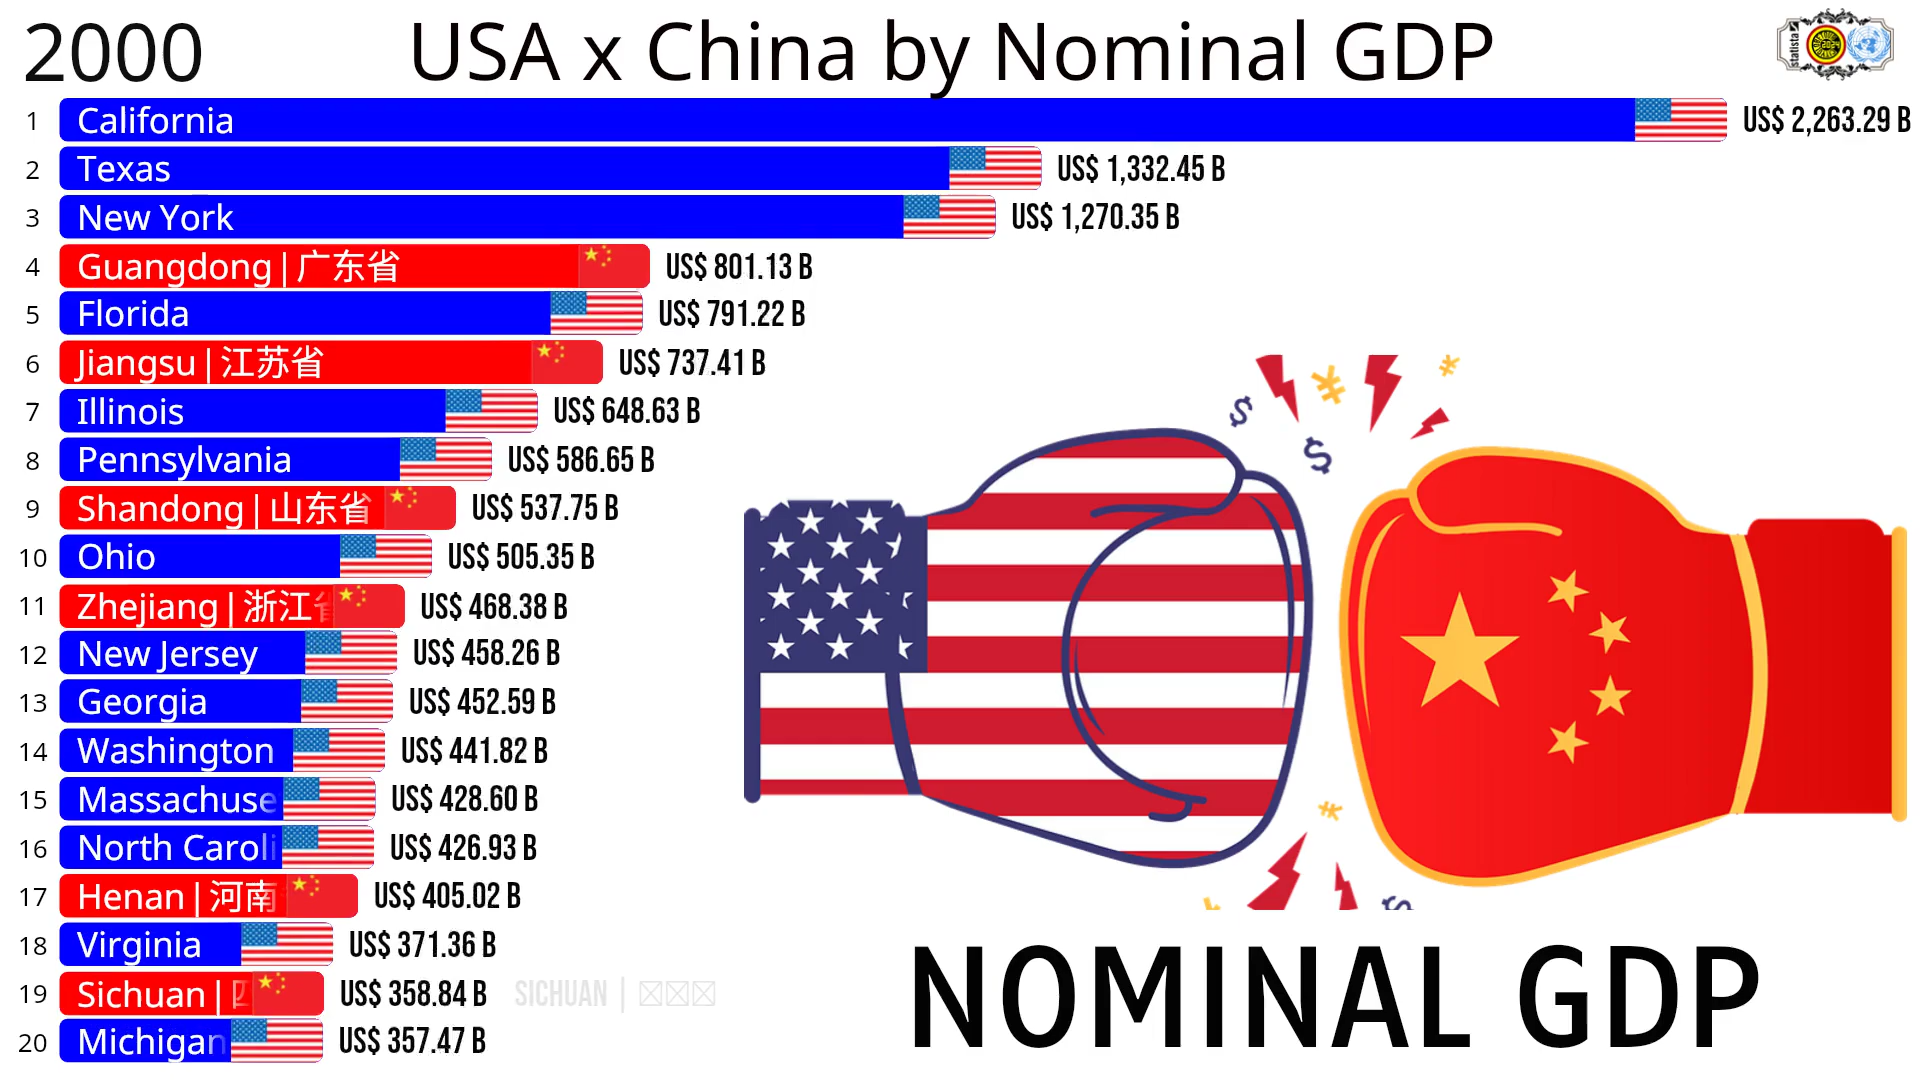 2000
USA x China by Nominal GDP
statista
2024
1 California US$ 2,263.29 B
2 Texas US$ 1,332.45 B
3 New York US$ 1,270.35 B
4 Guangdong | 广东省 US$ 801.13 B
5 Florida US$ 791.22 B
6 Jiangsu | 江苏省 US$ 737.41 B
7 Illinois US$ 648.63 B
8 Pennsylvania US$ 586.65 B
9 Shandong | 山东省 US$ 537.75 B
10 Ohio US$ 505.35 B
11 Zhejiang | 浙江 US$ 468.38 B
12 New Jersey US$ 458.26 B
13 Georgia US$ 452.59 B
14 Washington US$ 441.82 B
15 Massachuse US$ 428.60 B
16 North Caroli US$ 426.93 B
17 Henan | 河南 US$ 405.02 B
18 Virginia US$ 371.36 B
19 Sichuan | US$ 358.84 B SICHUAN |
20 Michigan US$ 357.47 B
$ ¥ ¥
$
¥
NOMINAL GDP